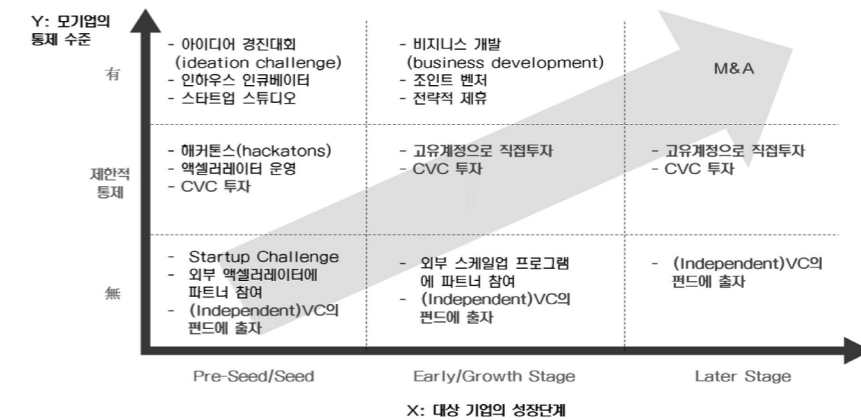 Y: 모기업의
통제 수준
有
- 아이디어 경진대회
(ideation challenge)
- 인하우스 인큐베이터
- 스타트업 스튜디오
- 비지니스 개발
(business development)
- 조인트 벤처
- 전략적 제휴
M&A
제한적
통제
- 해커톤스(hackatons)
- 액셀러레이터 운영
- CVC 투자
- 고유계정으로 직접투자
- CVC 투자
- 고유계정으로 직접투자
- CVC 투자
無
- Startup Challenge
- 외부 액셀러레이터에
파트너 참여
- (Independent)VC의
펀드에 출자
- 외부 스케일업 프로그램
에 파트너 참여
- (Independent)VC의
펀드에 출자
- (Independent)VC의
펀드에 출자
Pre-Seed/Seed
Early/Growth Stage
Later Stage
X: 대상 기업의 성장단계